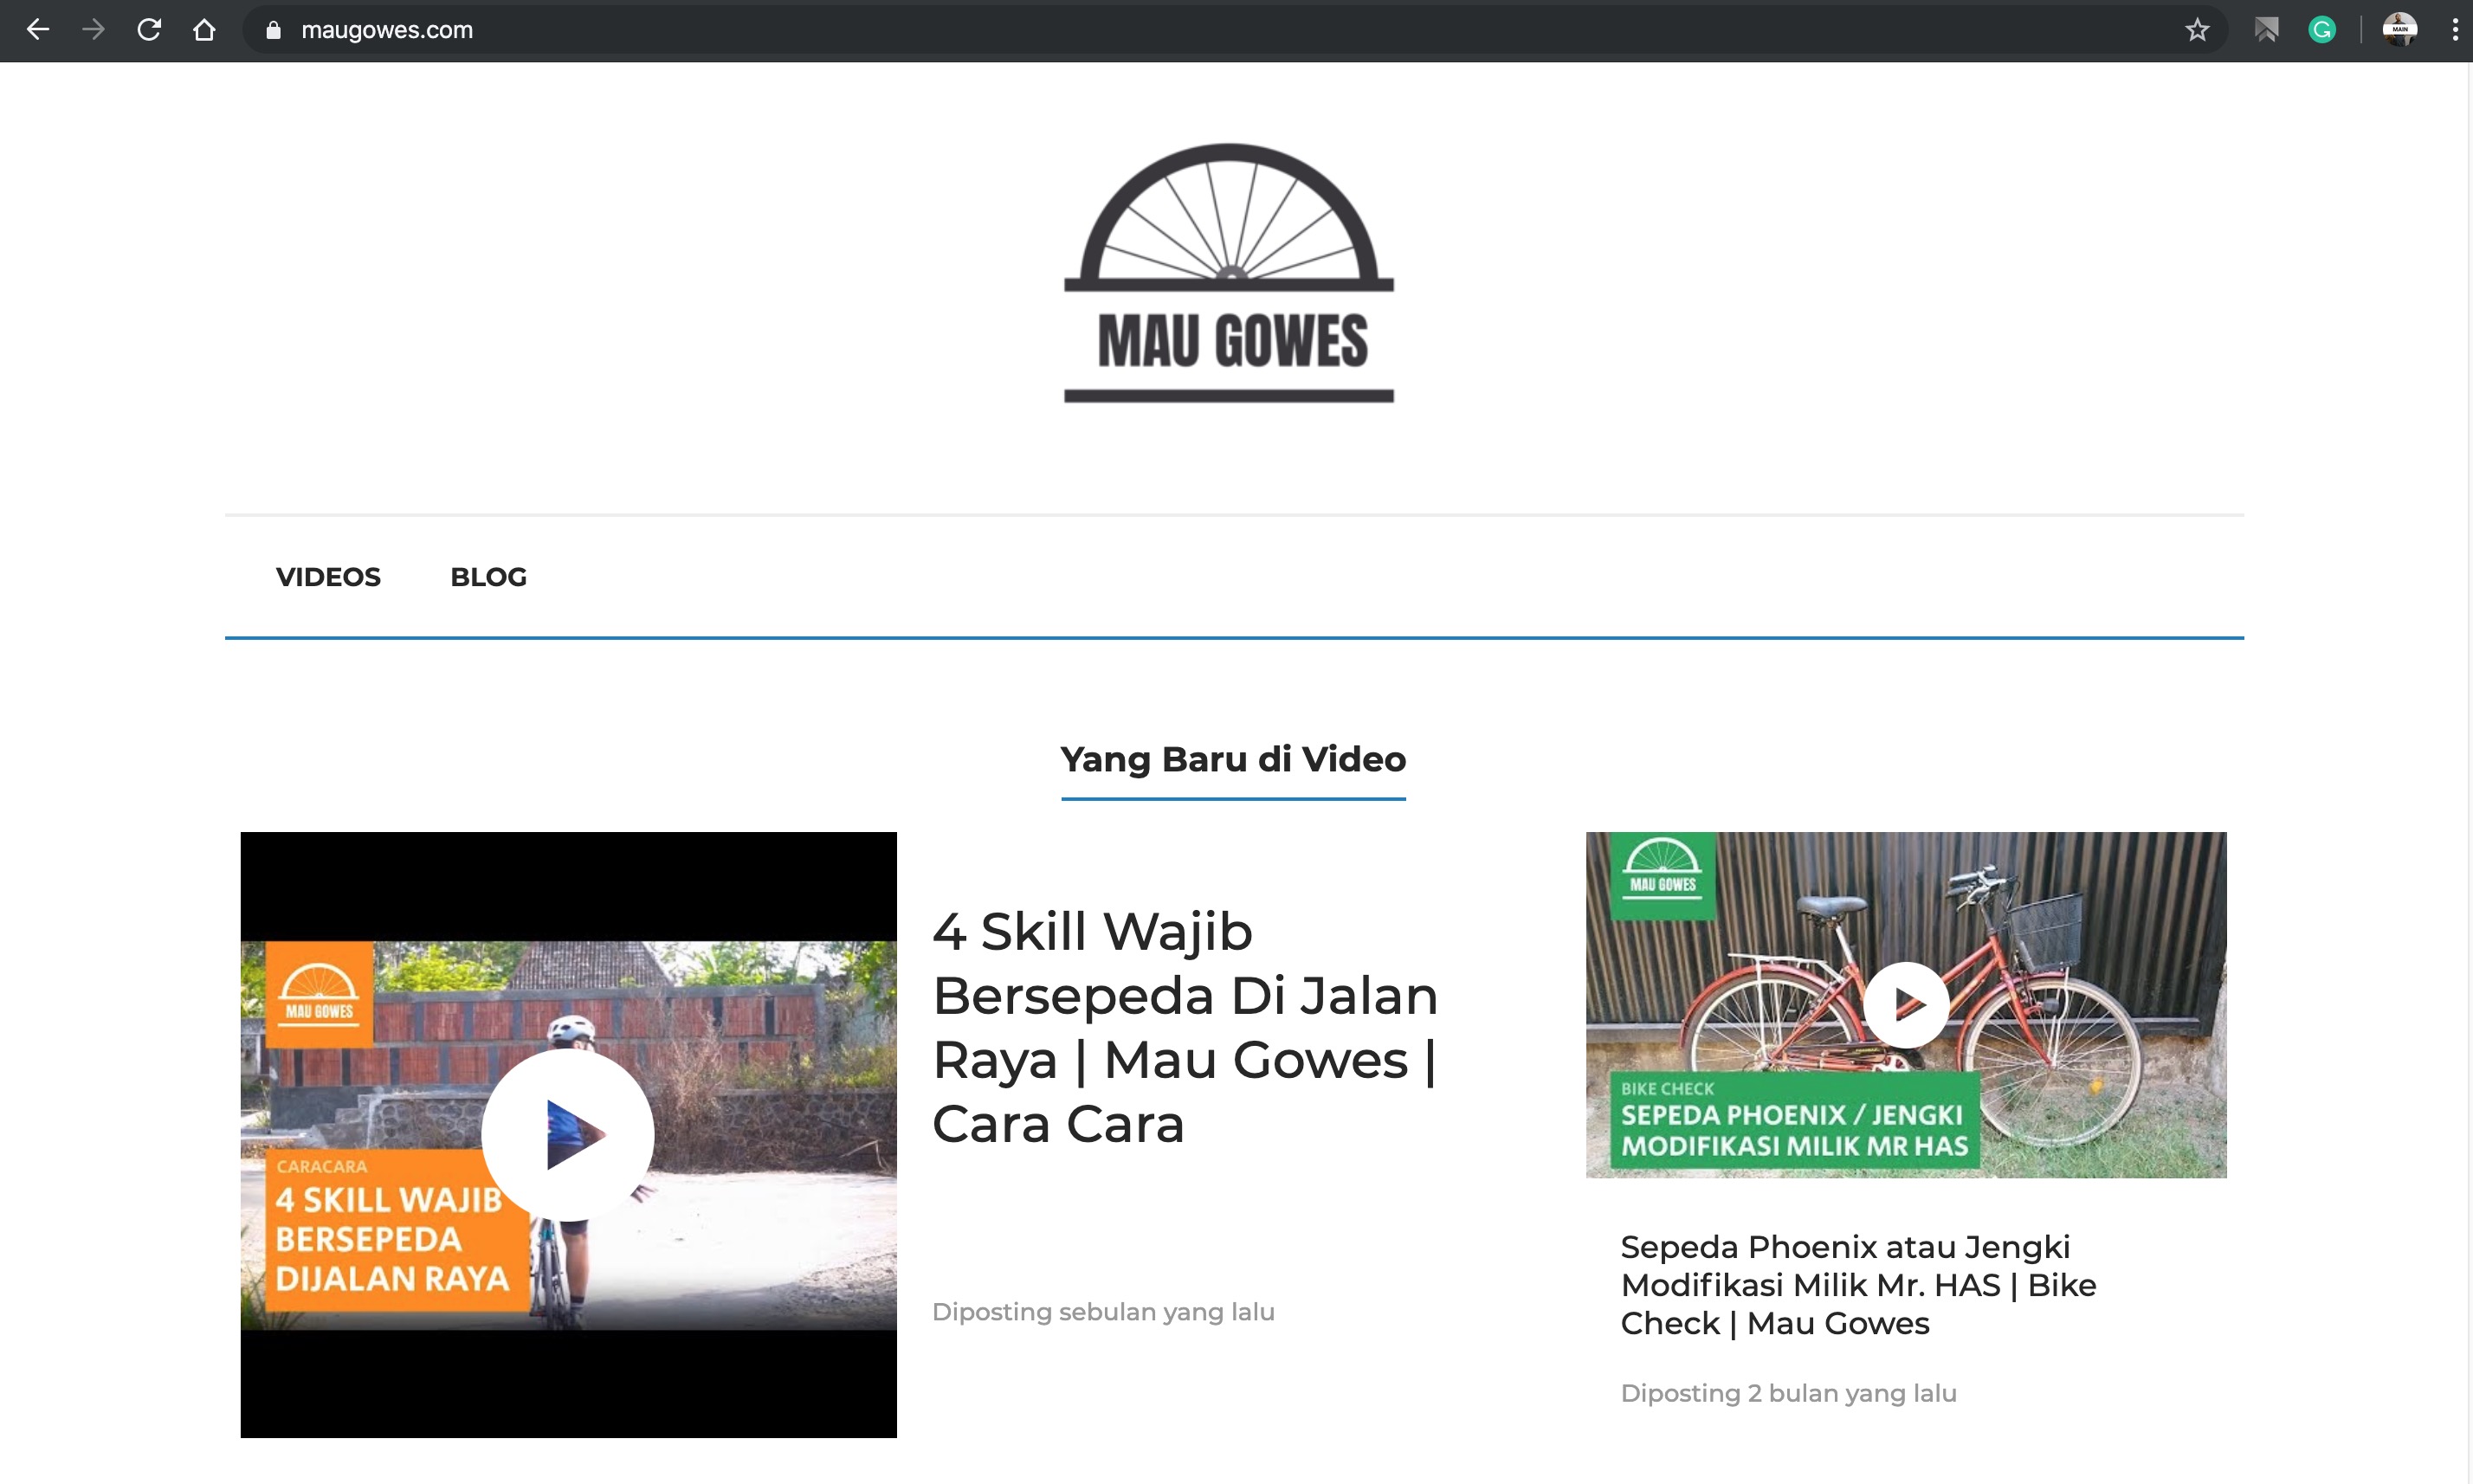 maugowes.com
MAIN
MAU GOWES
VIDEOS BLOG
Yang Baru di Video
MAU GOWES
CARACARA
4 SKILL WAJIB
BERSEPEDA
DIJALAN RAYA
4 Skill Wajib
Bersepeda Di Jalan
Raya | Mau Gowes |
Cara Cara
Diposting sebulan yang lalu
MAU GOWES
BIKE CHECK
SEPEDA PHOENIX / JENGKI
MODIFIKASI MILIK MR HAS
Sepeda Phoenix atau Jengki
Modifikasi Milik Mr. HAS | Bike
Check | Mau Gowes
Diposting 2 bulan yang lalu